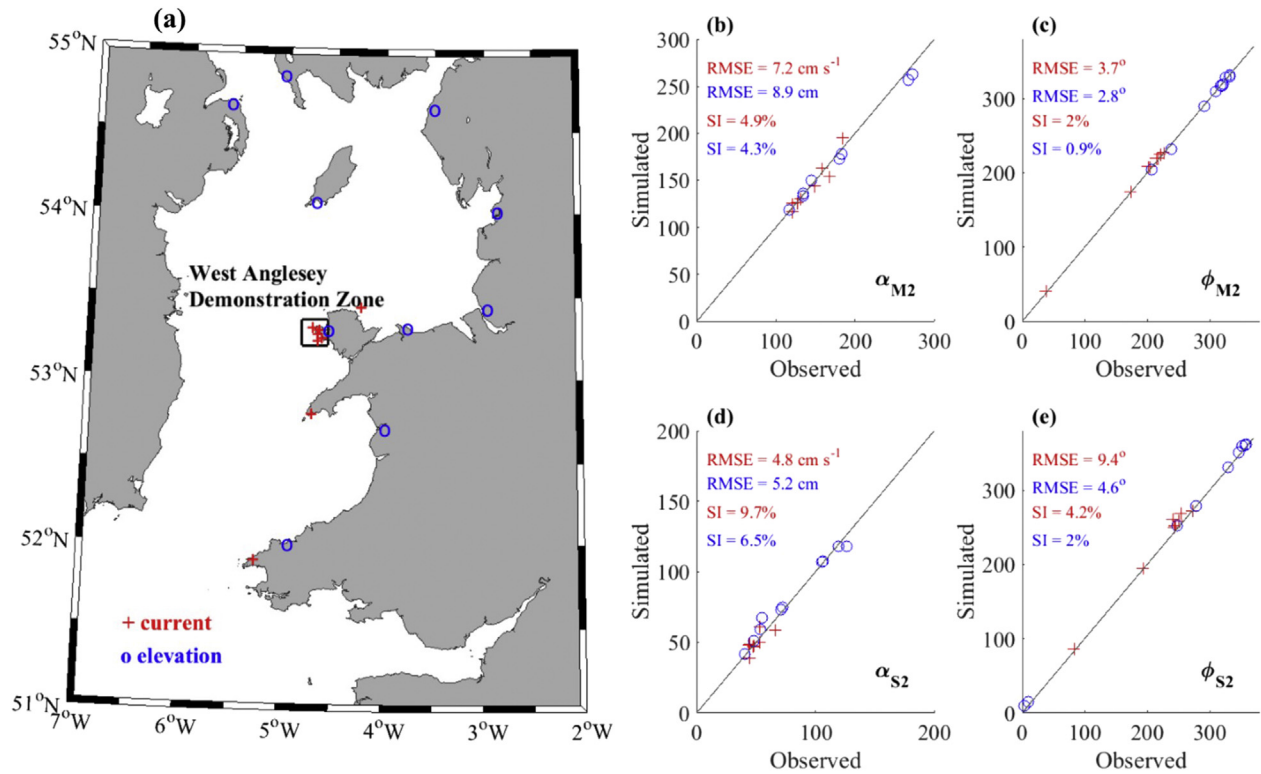 (a)
55°N
54°N
53°N
52°N
51°N
7°W
6°W
5°W
4°W
3°W
2°W
West Anglesey
Demonstration Zone
+ current
o elevation
(b)
300
250
200
150
100
50
0
Simulated
RMSE = 7.2 cm s⁻¹
RMSE = 8.9 cm
SI = 4.9%
SI = 4.3%
α_M2
0
100
200
300
Observed
(c)
300
200
100
0
Simulated
RMSE = 3.7°
RMSE = 2.8°
SI = 2%
SI = 0.9%
ϕ_M2
0
100
200
300
Observed
(d)
200
150
100
50
0
Simulated
RMSE = 4.8 cm s⁻¹
RMSE = 5.2 cm
SI = 9.7%
SI = 6.5%
α_S2
0
100
200
Observed
(e)
300
200
100
0
Simulated
RMSE = 9.4°
RMSE = 4.6°
SI = 4.2%
SI = 2%
ϕ_S2
0
100
200
300
Observed